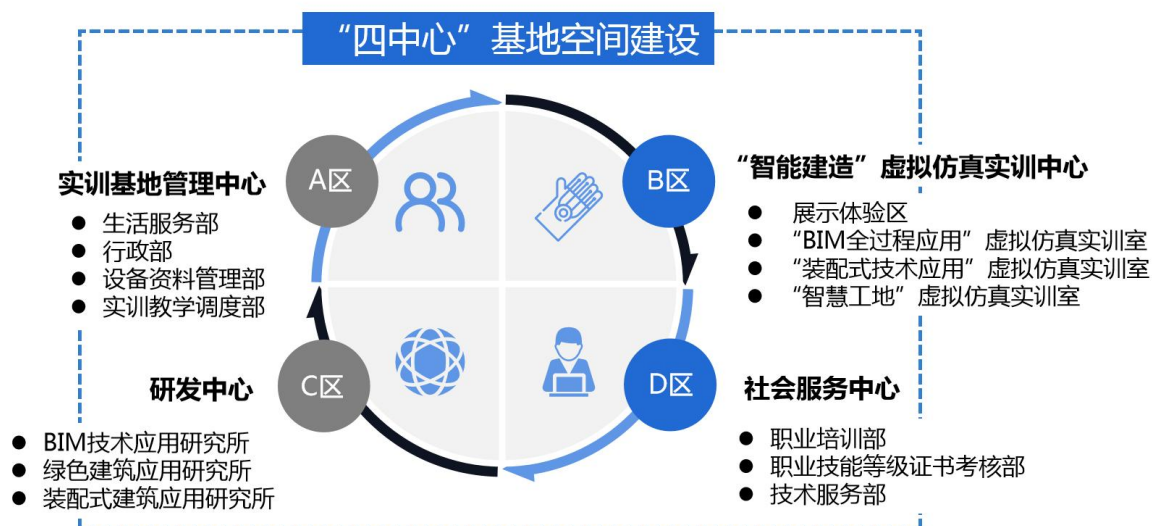 “四中心”基地空间建设
A区
实训基地管理中心
● 生活服务部
● 行政部
● 设备资料管理部
● 实训教学调度部
B区
“智能建造”虚拟仿真实训中心
● 展示体验区
● “BIM全过程应用”虚拟仿真实训室
● “装配式技术应用”虚拟仿真实训室
● “智慧工地”虚拟仿真实训室
C区
研发中心
● BIM技术应用研究所
● 绿色建筑应用研究所
● 装配式建筑应用研究所
D区
社会服务中心
● 职业培训部
● 职业技能等级证书考核部
● 技术服务部